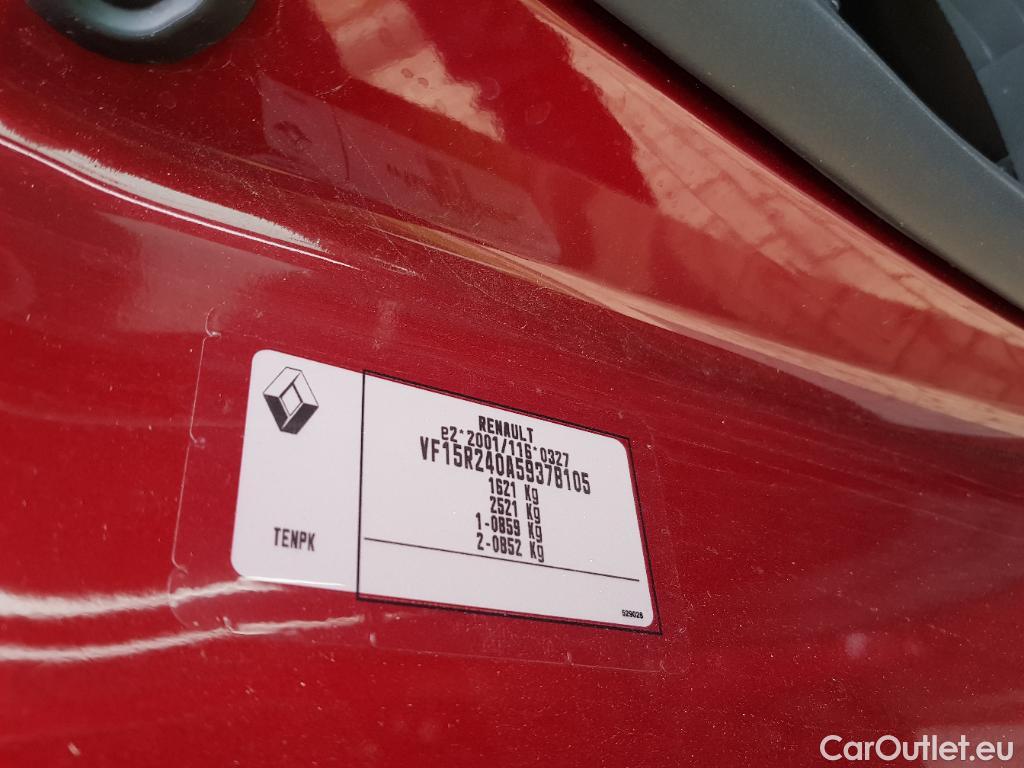 RENAULT
e2*2001/116*0327
VF15R240A59378105
1621 Kg
2521 Kg
1-0859 Kg
2-0852 Kg
TENPK
529026
CarOutlet.eu